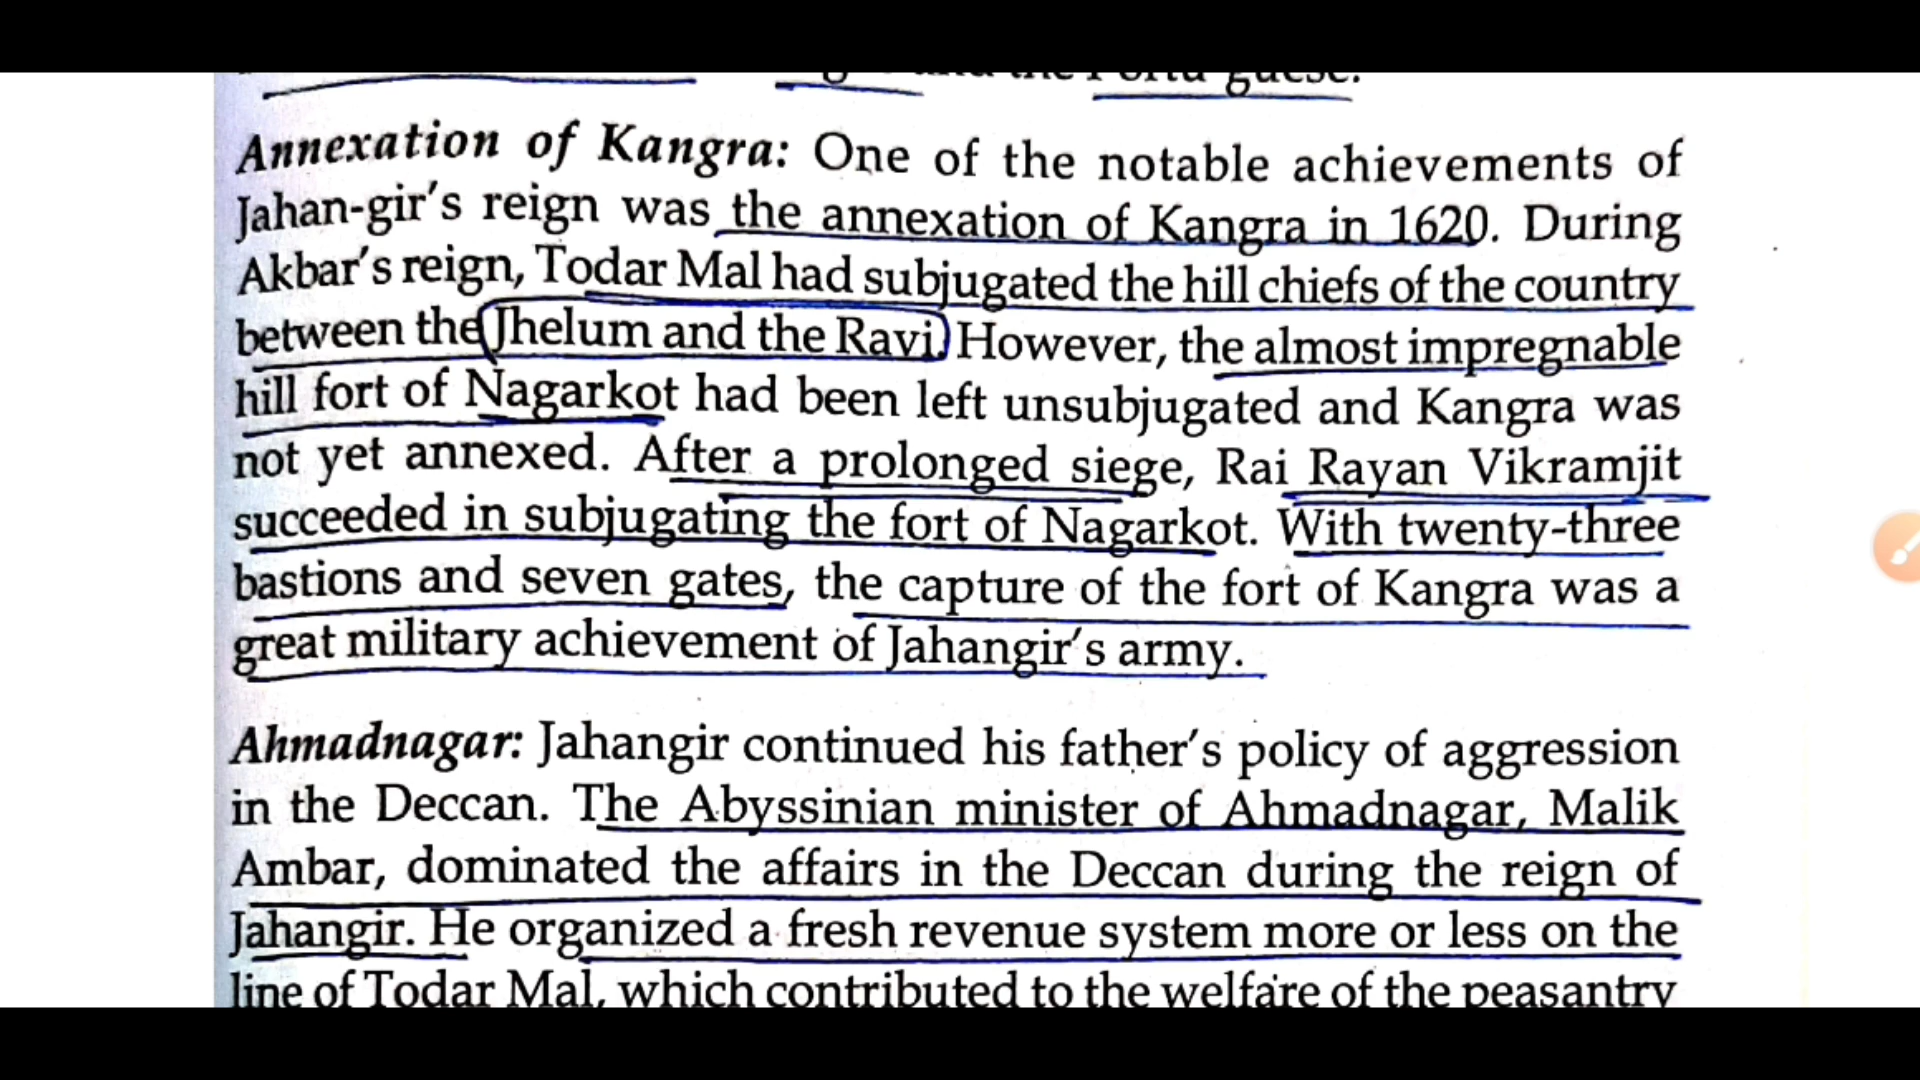 and the Portu guese.
Annexation of Kangra: One of the notable achievements of
Jahan-gir's reign was the annexation of Kangra in 1620. During
Akbar's reign, Todar Mal had subjugated the hill chiefs of the country
between the Jhelum and the Ravi. However, the almost impregnable
hill fort of Nagarkot had been left unsubjugated and Kangra was
not yet annexed. After a prolonged siege, Rai Rayan Vikramjit
succeeded in subjugating the fort of Nagarkot. With twenty-three
bastions and seven gates, the capture of the fort of Kangra was a
great military achievement of Jahangir's army.
Ahmadnagar: Jahangir continued his father's policy of aggression
in the Deccan. The Abyssinian minister of Ahmadnagar, Malik
Ambar, dominated the affairs in the Deccan during the reign of
Jahangir. He organized a fresh revenue system more or less on the
line of Todar Mal, which contributed to the welfare of the peasantry